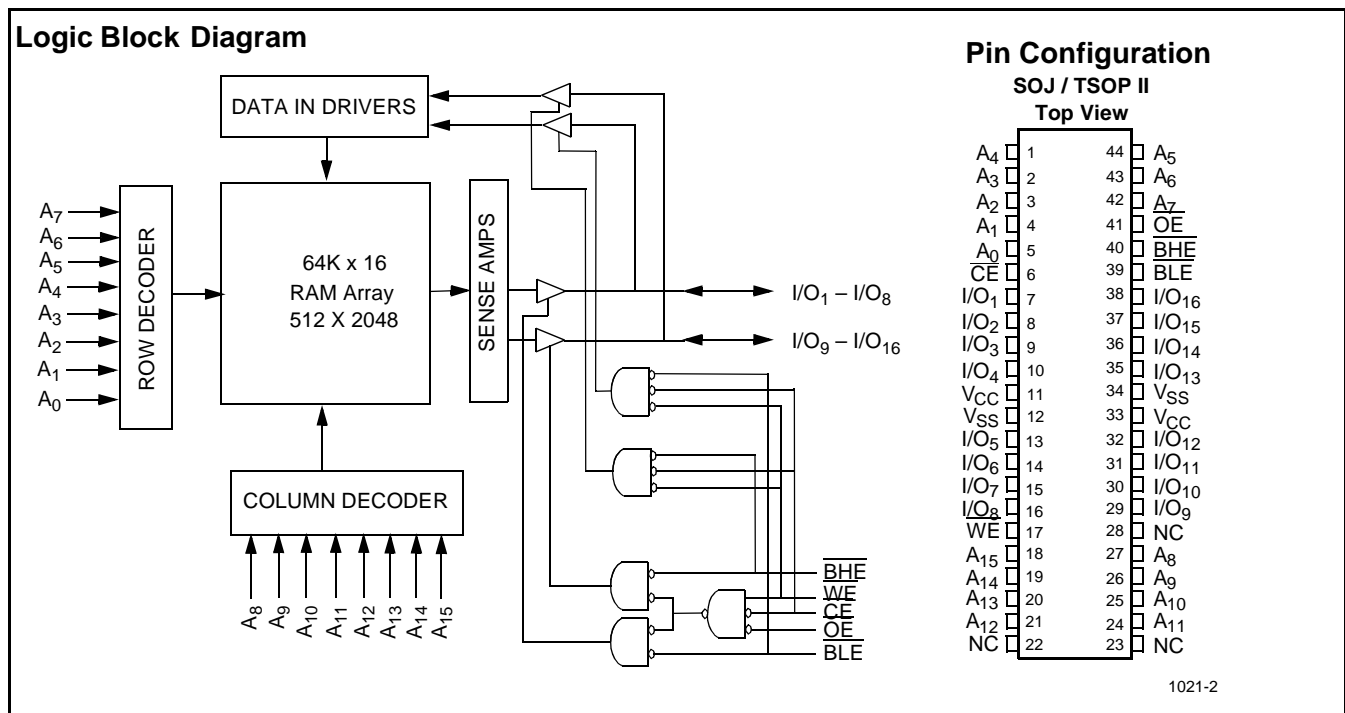 Logic Block Diagram
DATA IN DRIVERS
A7
A6
A5
A4
A3
A2
A1
A0
ROW DECODER
64K x 16
RAM Array
512 X 2048
SENSE AMPS
I/O1 – I/O8
I/O9 – I/O16
COLUMN DECODER
A8
A9
A10
A11
A12
A13
A14
A15
BHE
WE
CE
OE
BLE
Pin Configuration
SOJ / TSOP II
Top View
A4 1 44 A5
A3 2 43 A6
A2 3 42 A7
A1 4 41 OE
A0 5 40 BHE
CE 6 39 BLE
I/O1 7 38 I/O16
I/O2 8 37 I/O15
I/O3 9 36 I/O14
I/O4 10 35 I/O13
VCC 11 34 VSS
VSS 12 33 VCC
I/O5 13 32 I/O12
I/O6 14 31 I/O11
I/O7 15 30 I/O10
I/O8 16 29 I/O9
WE 17 28 NC
A15 18 27 A8
A14 19 26 A9
A13 20 25 A10
A12 21 24 A11
NC 22 23 NC
1021-2